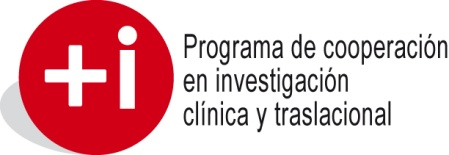 +i
Programa de cooperación
en investigación
clínica y traslacional